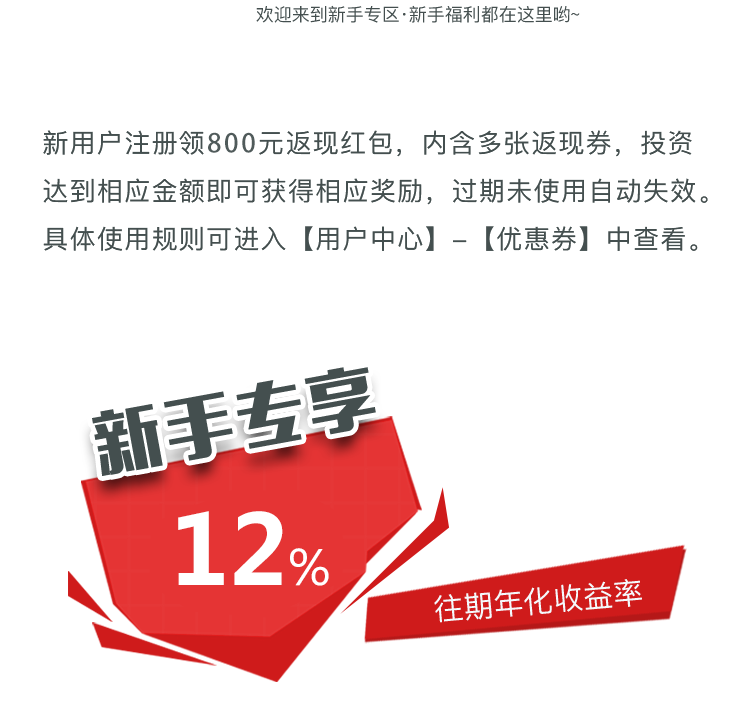 欢迎来到新手专区·新手福利都在这里哟~
新用户注册领800元返现红包，内含多张返现券，投资
达到相应金额即可获得相应奖励，过期未使用自动失效。
具体使用规则可进入【用户中心】–【优惠券】中查看。
新手专享
12%
往期年化收益率